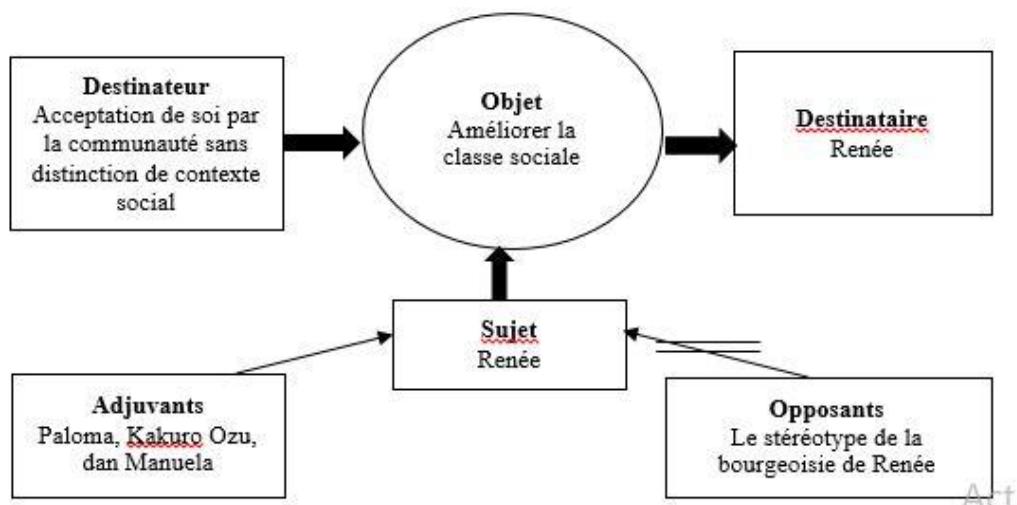 Destinateur
Acceptation de soi par
la communauté sans
distinction de contexte
social
Objet
Améliorer la
classe sociale
Destinataire
Renée
Sujet
Renée
Adjuvants
Paloma, Kakuro Ozu,
dan Manuela
Opposants
Le stéréotype de la
bourgeoisie de Renée
Act